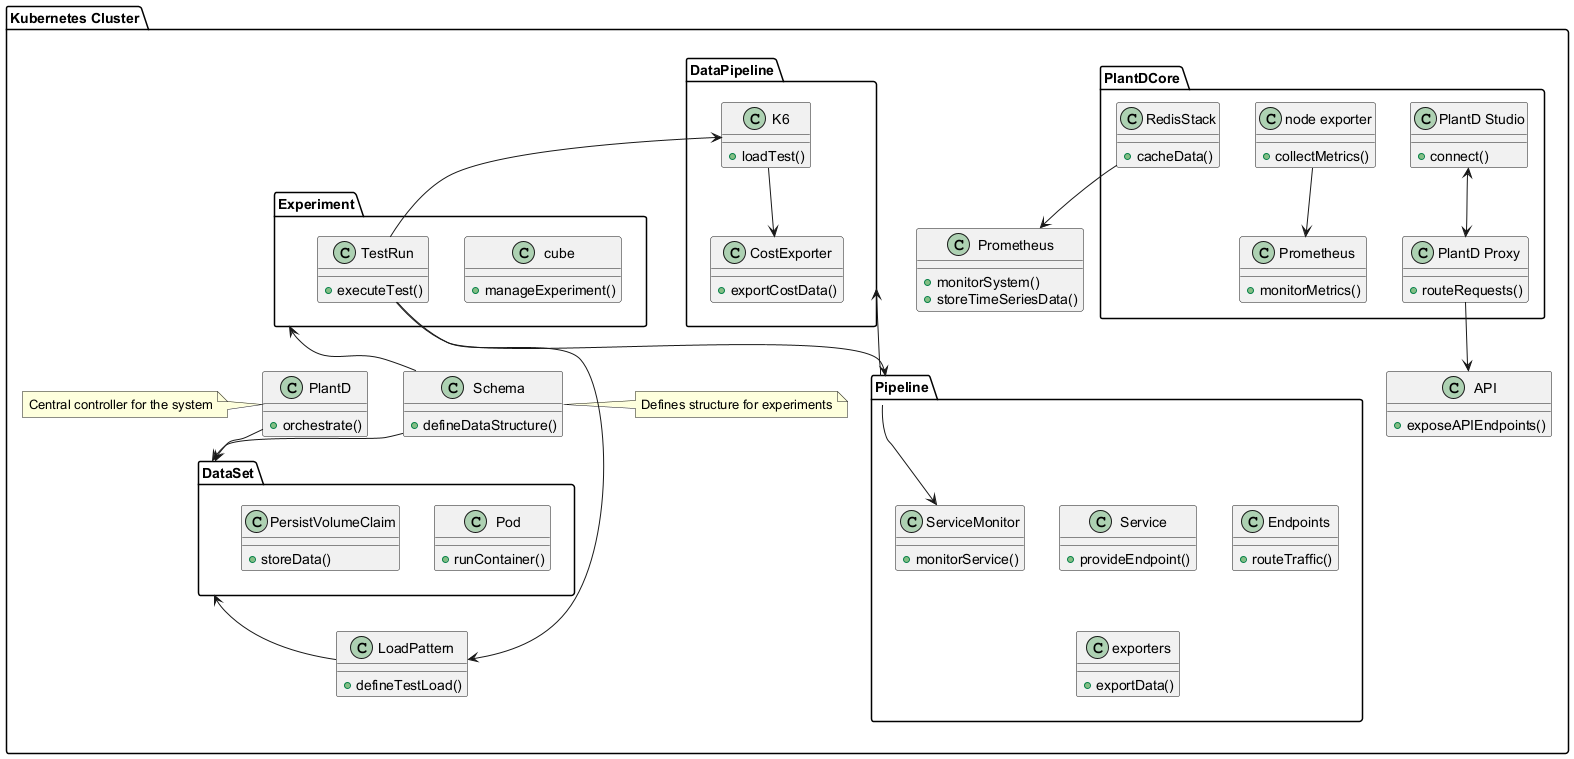 Kubernetes Cluster
DataPipeline
PlantDCore
C K6
loadTest()
C RedisStack
cacheData()
C node exporter
collectMetrics()
C PlantD Studio
connect()
Experiment
C TestRun
executeTest()
C cube
manageExperiment()
C CostExporter
exportCostData()
C Prometheus
monitorSystem()
storeTimeSeriesData()
C Prometheus
monitorMetrics()
C PlantD Proxy
routeRequests()
Central controller for the system
C PlantD
orchestrate()
C Schema
defineDataStructure()
Defines structure for experiments
Pipeline
C API
exposeAPIEndpoints()
DataSet
C PersistVolumeClaim
storeData()
C Pod
runContainer()
C ServiceMonitor
monitorService()
C Service
provideEndpoint()
C Endpoints
routeTraffic()
C LoadPattern
defineTestLoad()
C exporters
exportData()